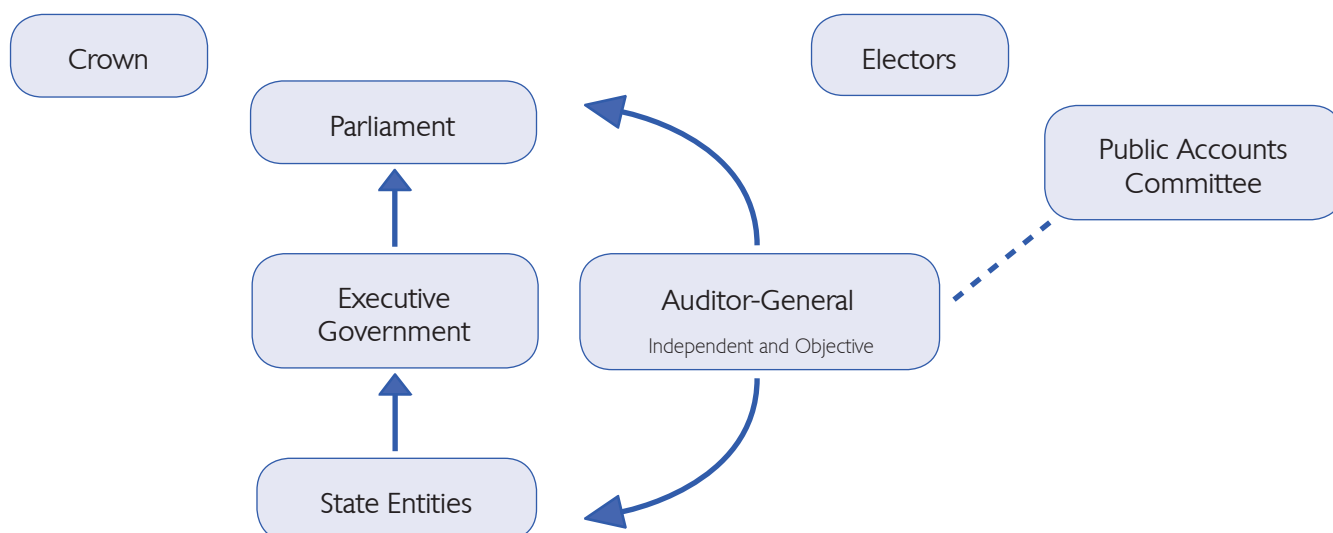 Crown
Electors
Parliament
Public Accounts
Committee
Executive
Government
Auditor-General
Independent and Objective
State Entities